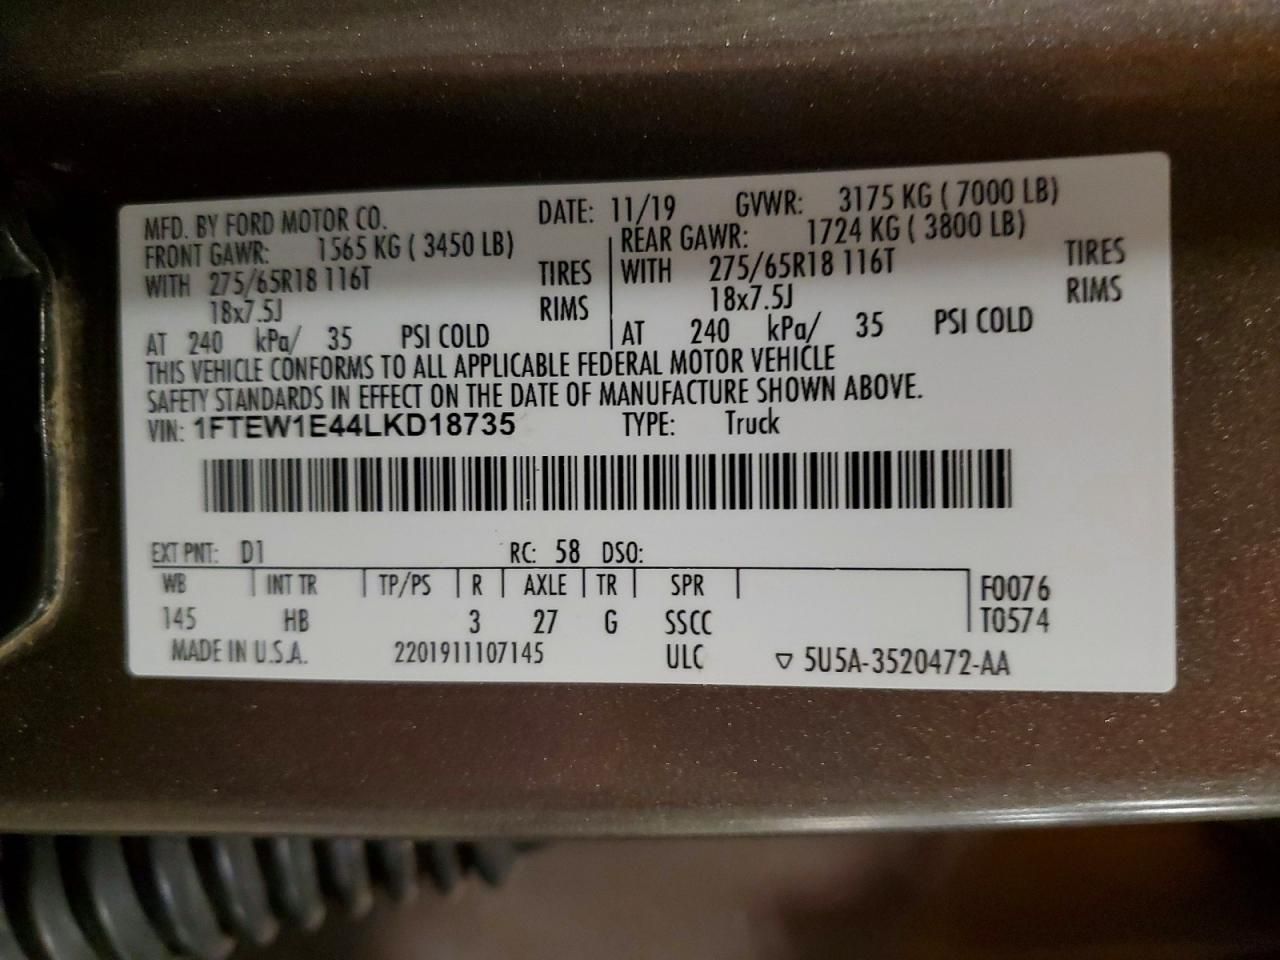 MFD. BY FORD MOTOR CO. DATE: 11/19 GVWR: 3175 KG ( 7000 LB)
FRONT GAWR: 1565 KG ( 3450 LB) REAR GAWR: 1724 KG ( 3800 LB)
WITH 275/65R18 116T TIRES WITH 275/65R18 116T TIRES
18x7.5J RIMS 18x7.5J RIMS
AT 240 kPa/ 35 PSI COLD AT 240 kPa/ 35 PSI COLD
THIS VEHICLE CONFORMS TO ALL APPLICABLE FEDERAL MOTOR VEHICLE
SAFETY STANDARDS IN EFFECT ON THE DATE OF MANUFACTURE SHOWN ABOVE.
VIN: 1FTEW1E44LKD18735 TYPE: Truck
EXT PNT: D1 RC: 58 DSO:
WB INT TR TP/PS R AXLE TR SPR F0076
145 HB 3 27 G SSCC T0574
MADE IN U.S.A. 2201911107145 ULC ▽ 5U5A-3520472-AA